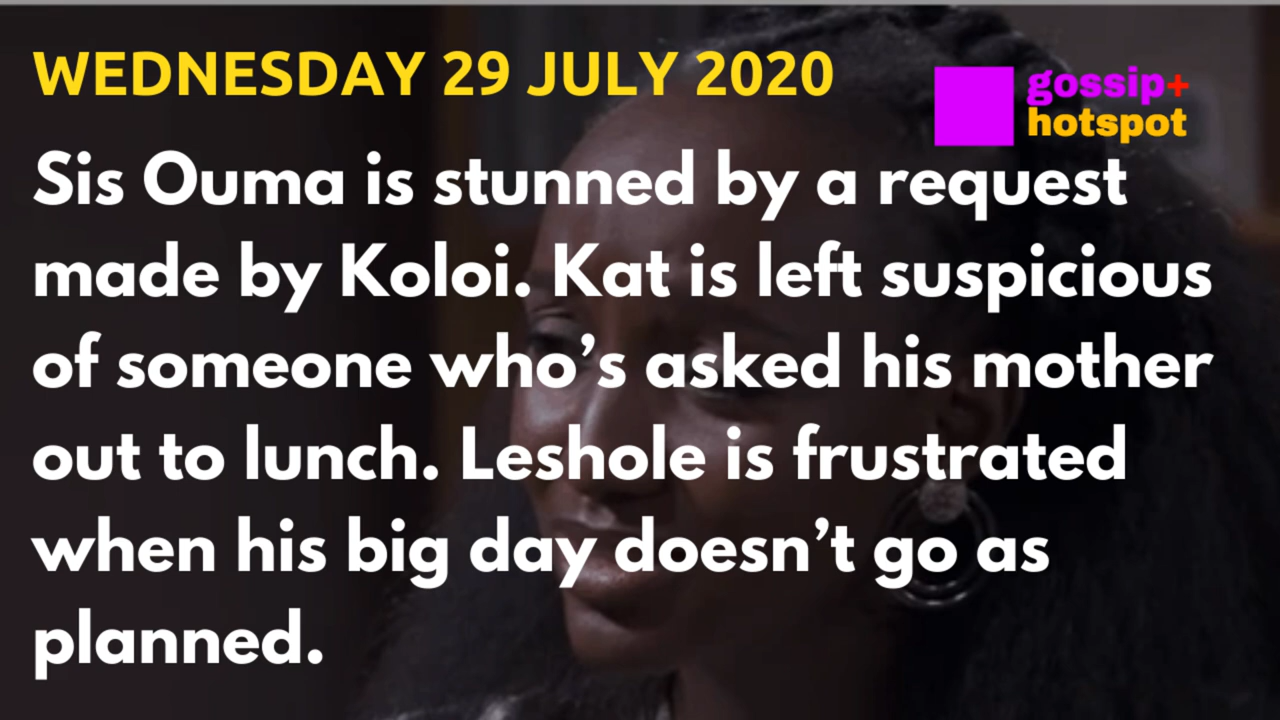 WEDNESDAY 29 JULY 2020
gossip+
hotspot
Sis Ouma is stunned by a request
made by Koloi. Kat is left suspicious
of someone who’s asked his mother
out to lunch. Leshole is frustrated
when his big day doesn’t go as
planned.